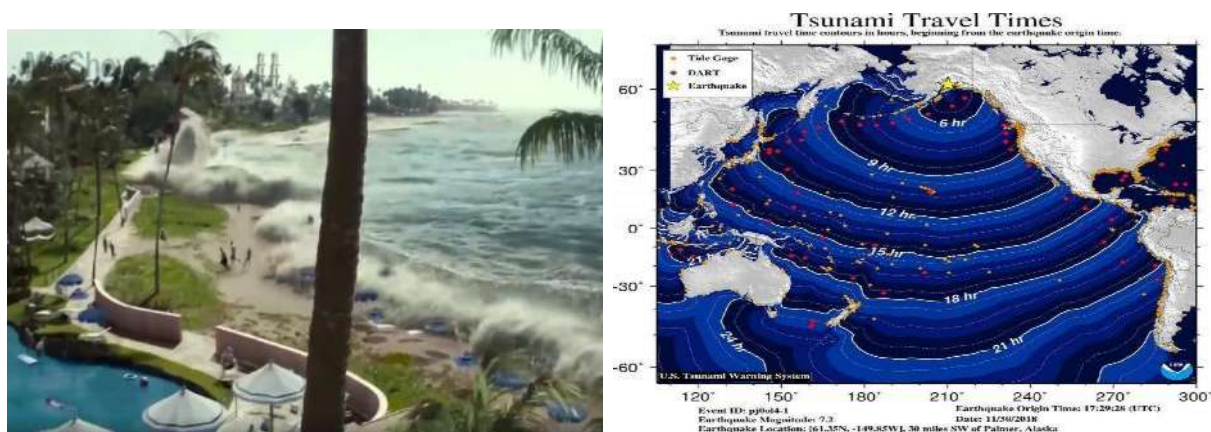 Tsunami Travel Times
Tsunami travel time contours in hours, beginning from the earthquake origin time.
Tide Gage
DART
Earthquake
60°
30°
0°
-30°
-60°
6 hr
9 hr
12 hr
15 hr
18 hr
21 hr
21 hr
24 hr
U.S. Tsunami Warning System
120° 150° 180° 210° 240° 270° 300°
Event ID: pj0ol4-1
Earthquake Origin Time: 17:29:28 (UTC)
Earthquake Magnitude: 7.2
Date: 11/30/2018
Earthquake Location: [61.35N, -149.85W], 30 miles SW of Palmer, Alaska